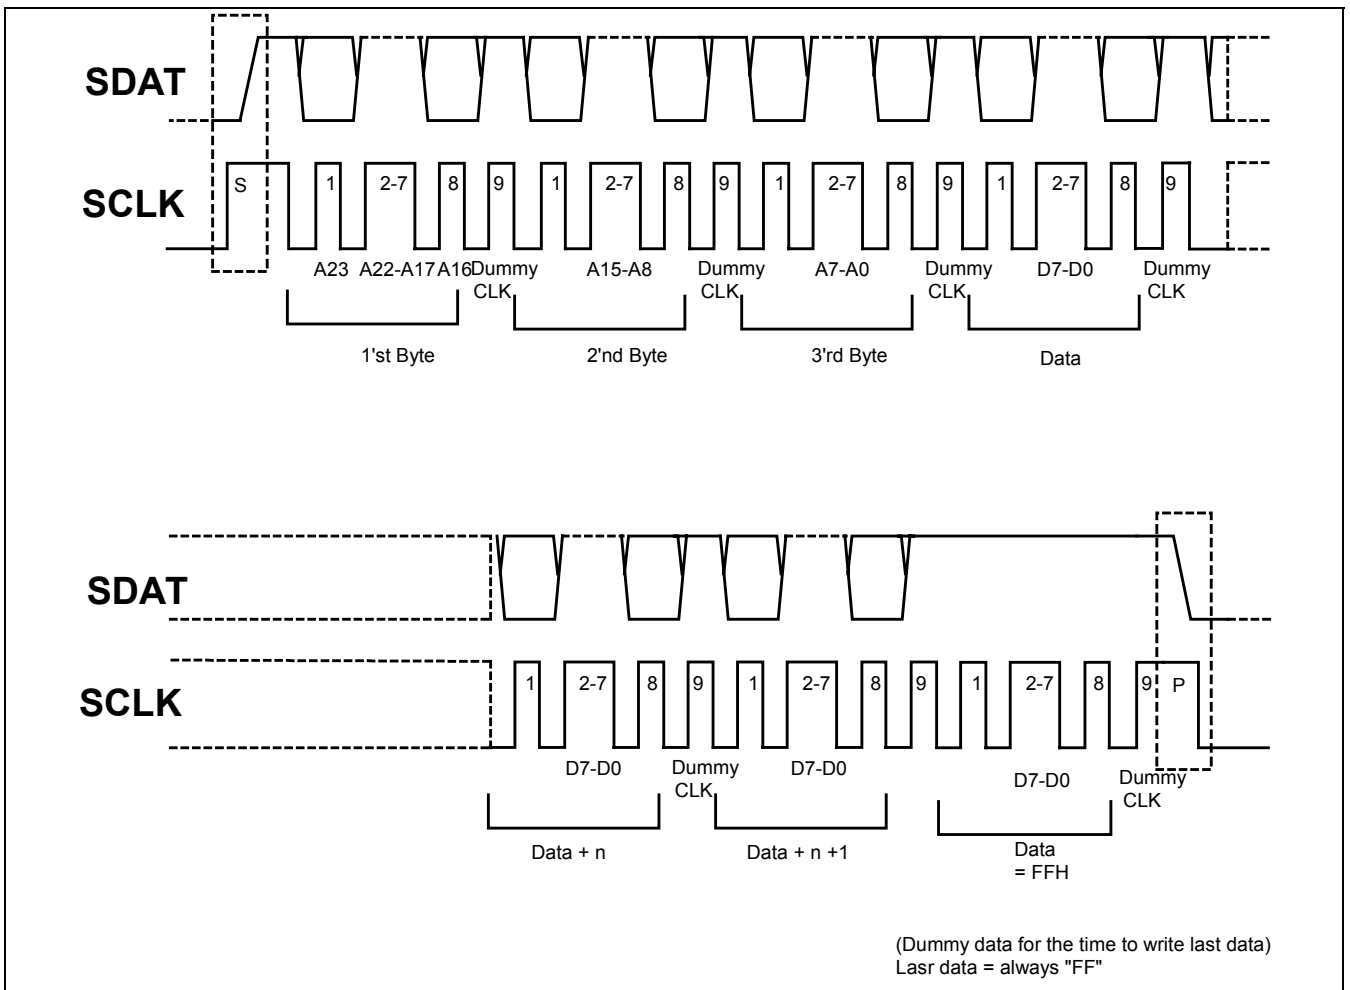 SDAT
SCLK
S 1 2-7 8 9 1 2-7 8 9 1 2-7 8 9 1 2-7 8 9
A23 A22-A17 A16 Dummy CLK A15-A8 Dummy CLK A7-A0 Dummy CLK D7-D0 Dummy CLK
1'st Byte 2'nd Byte 3'rd Byte Data
SDAT
SCLK
1 2-7 8 9 1 2-7 8 9 1 2-7 8 9 P
D7-D0 Dummy CLK D7-D0 D7-D0 Dummy CLK
Data + n Data + n +1 Data
= FFH
(Dummy data for the time to write last data)
Lasr data = always "FF"